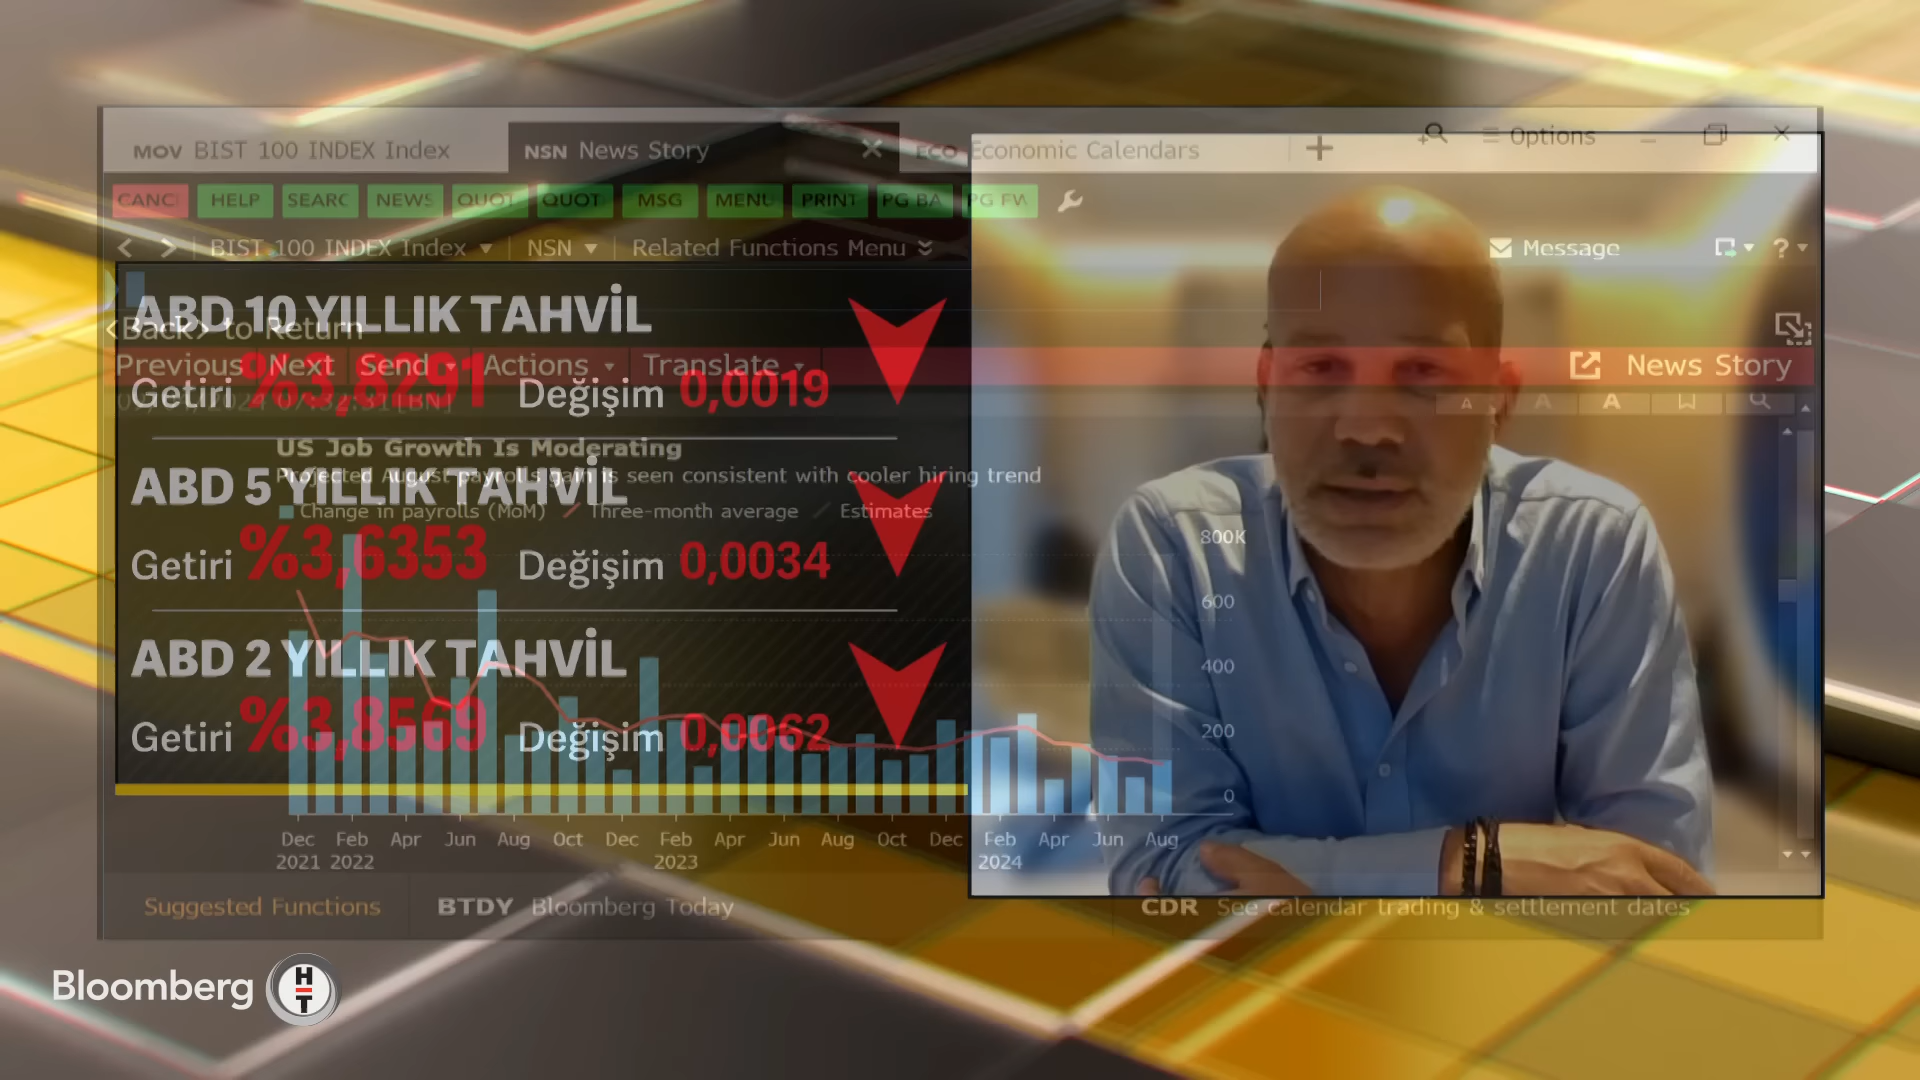 MOV BIST 100 INDEX Index
NSN News Story
ECO Economic Calendars
Options
CANC HELP SEARC NEWS QUOT QUOT MSG MENU PRINT PG BA PG FW
BIST 100 INDEX Index NSN Related Functions Menu
Message
ABD 10 YILLIK TAHVİL
<Back> to Return
Previous Next Send Actions Translate
News Story
Getiri %3,8291 Değişim 0,0019
US Job Growth Is Moderating
Projected August payrolls gain is seen consistent with cooler hiring trend
ABD 5 YILLIK TAHVİL
Change in payrolls (MoM) Three-month average Estimates
Getiri %3,6353 Değişim 0,0034
800K
600
ABD 2 YILLIK TAHVİL
400
Getiri %3,8569 Değişim 0,0062
200
0
Dec Feb Apr Jun Aug Oct Dec Feb Apr Jun Aug Oct Dec Feb Apr Jun Aug
2021 2022 2023 2024
Suggested Functions BTDY Bloomberg Today CDR See calendar trading & settlement dates
Bloomberg HT